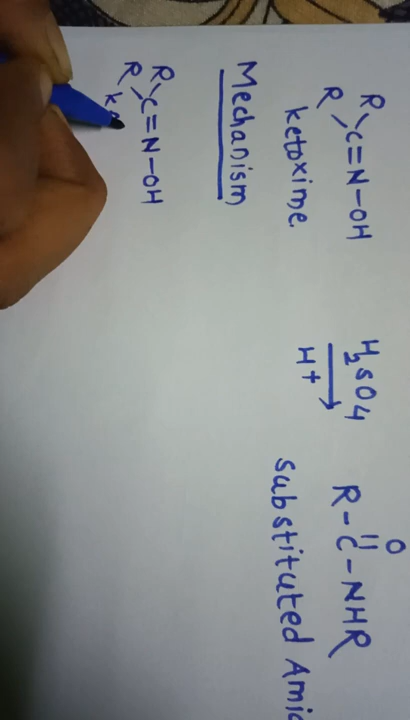 R
R C=N-OH H2SO4 H+ R-C-NHR O
ketoxime substituted Ami
Mechanism
R
R C=N-OH
k